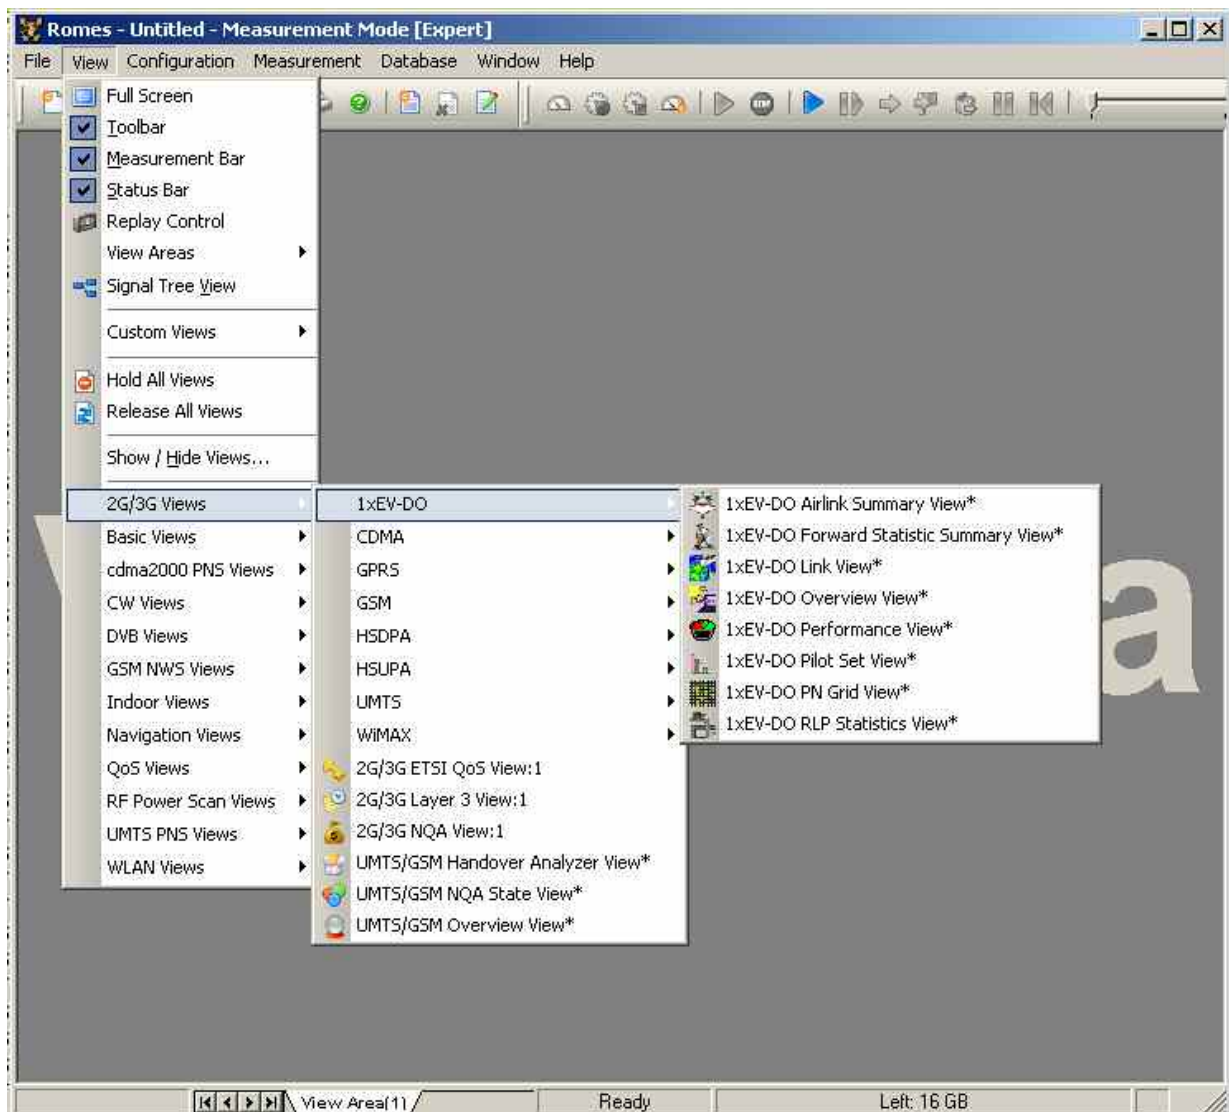 Romes - Untitled - Measurement Mode [Expert]
File View Configuration Measurement Database Window Help
Full Screen
Toolbar
Measurement Bar
Status Bar
Replay Control
View Areas
Signal Tree View
Custom Views
Hold All Views
Release All Views
Show / Hide Views...
2G/3G Views
Basic Views
cdma2000 PNS Views
CW Views
DVB Views
GSM NWS Views
Indoor Views
Navigation Views
QoS Views
RF Power Scan Views
UMTS PNS Views
WLAN Views
1xEV-DO
CDMA
GPRS
GSM
HSDPA
HSUPA
UMTS
WiMAX
2G/3G ETSI QoS View:1
2G/3G Layer 3 View:1
2G/3G NQA View:1
UMTS/GSM Handover Analyzer View*
UMTS/GSM NQA State View*
UMTS/GSM Overview View*
1xEV-DO Airlink Summary View*
1xEV-DO Forward Statistic Summary View*
1xEV-DO Link View*
1xEV-DO Overview View*
1xEV-DO Performance View*
1xEV-DO Pilot Set View*
1xEV-DO PN Grid View*
1xEV-DO RLP Statistics View*
a
View Area(1) Ready Left: 16 GB